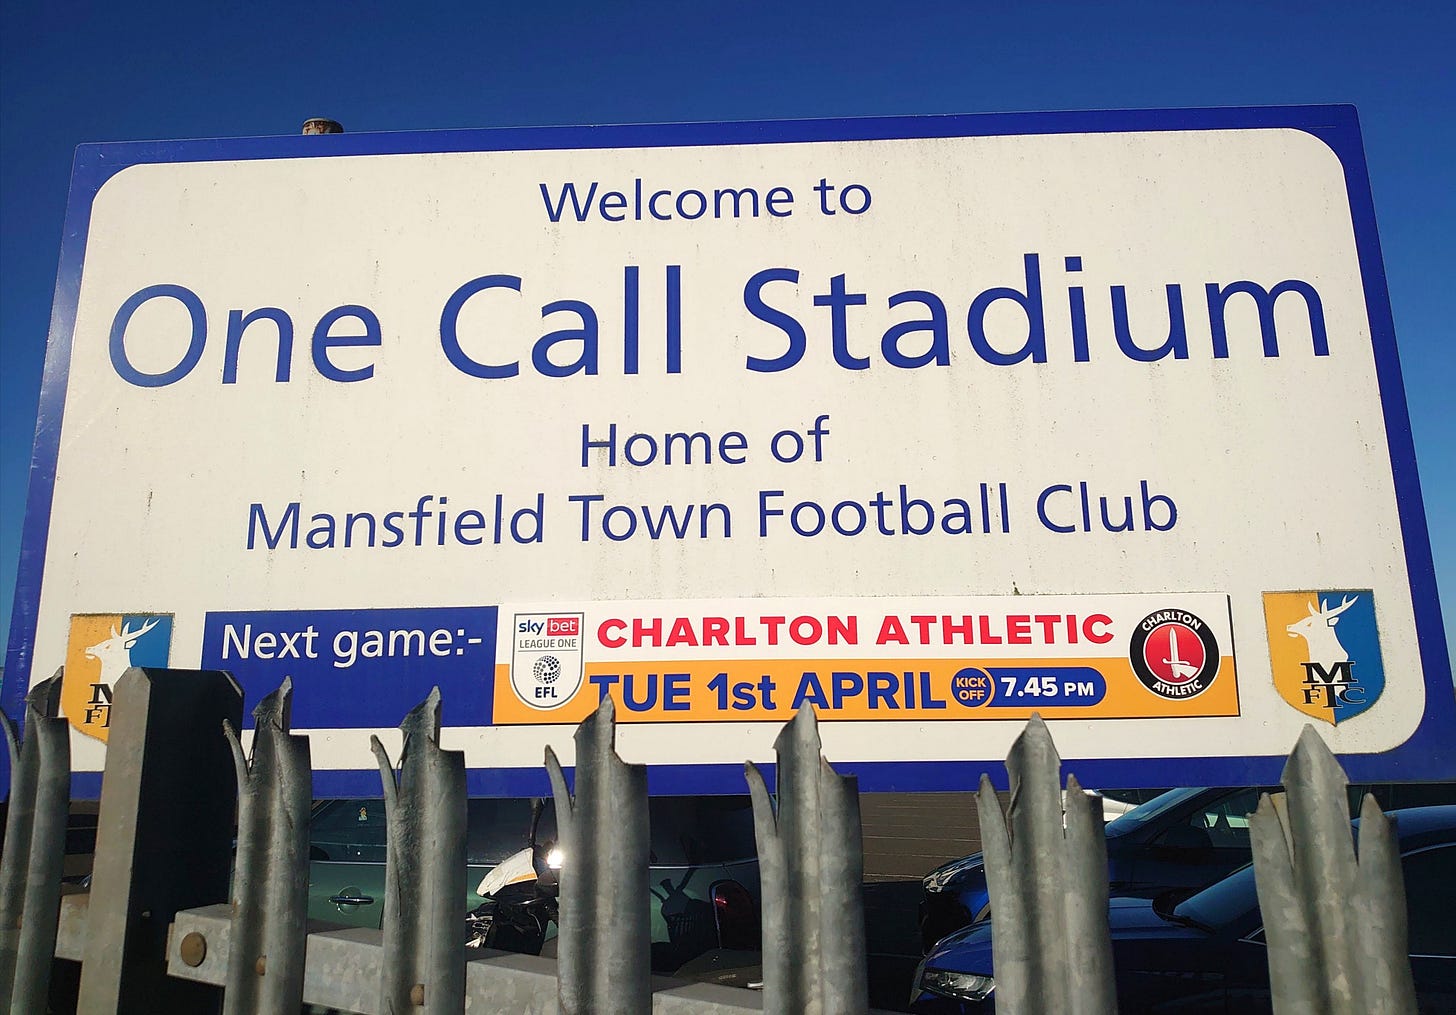 Welcome to
One Call Stadium
Home of
Mansfield Town Football Club
Next game:-
sky bet
LEAGUE ONE
EFL
CHARLTON ATHLETIC
TUE 1st APRIL
KICK
OFF
7.45 PM
CHARLTON
ATHLETIC
M
F
M
F T C